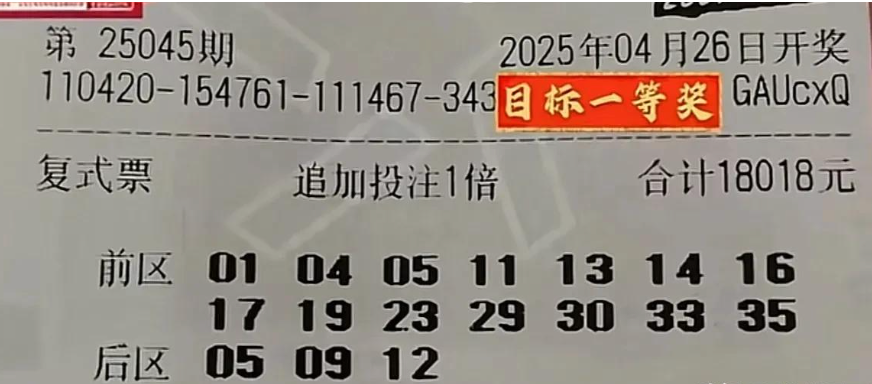 第 25045期 2025年04月26日开奖
110420-154761-111467-343 目标一等奖 GAUcxQ
复式票 追加投注1倍 合计18018元
前区 01 04 05 11 13 14 16
17 19 23 29 30 33 35
后区 05 09 12